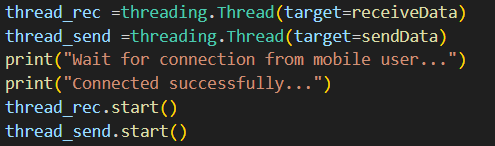 thread_rec =threading.Thread(target=receiveData)
thread_send =threading.Thread(target=sendData)
print("Wait for connection from mobile user...")
print("Connected successfully...")
thread_rec.start()
thread_send.start()